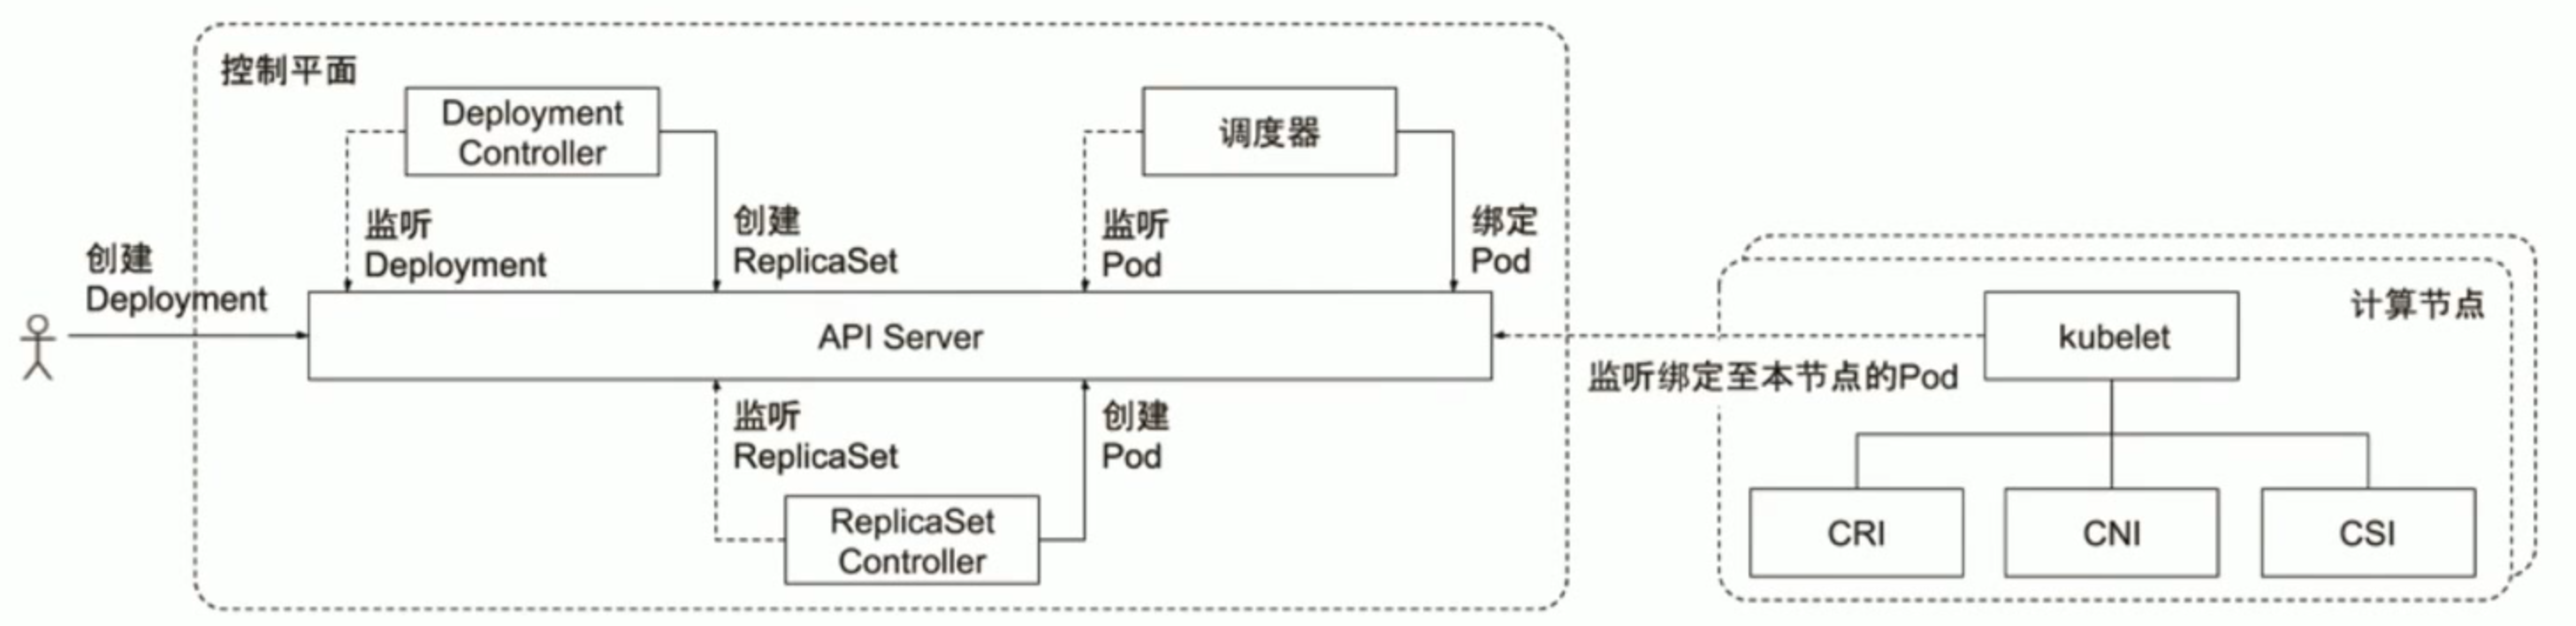 控制平面
Deployment
Controller
调度器
监听
Deployment
创建
ReplicaSet
监听
Pod
绑定
Pod
创建
Deployment
API Server
监听
ReplicaSet
创建
Pod
ReplicaSet
Controller
监听绑定至本节点的Pod
计算节点
kubelet
CRI
CNI
CSI